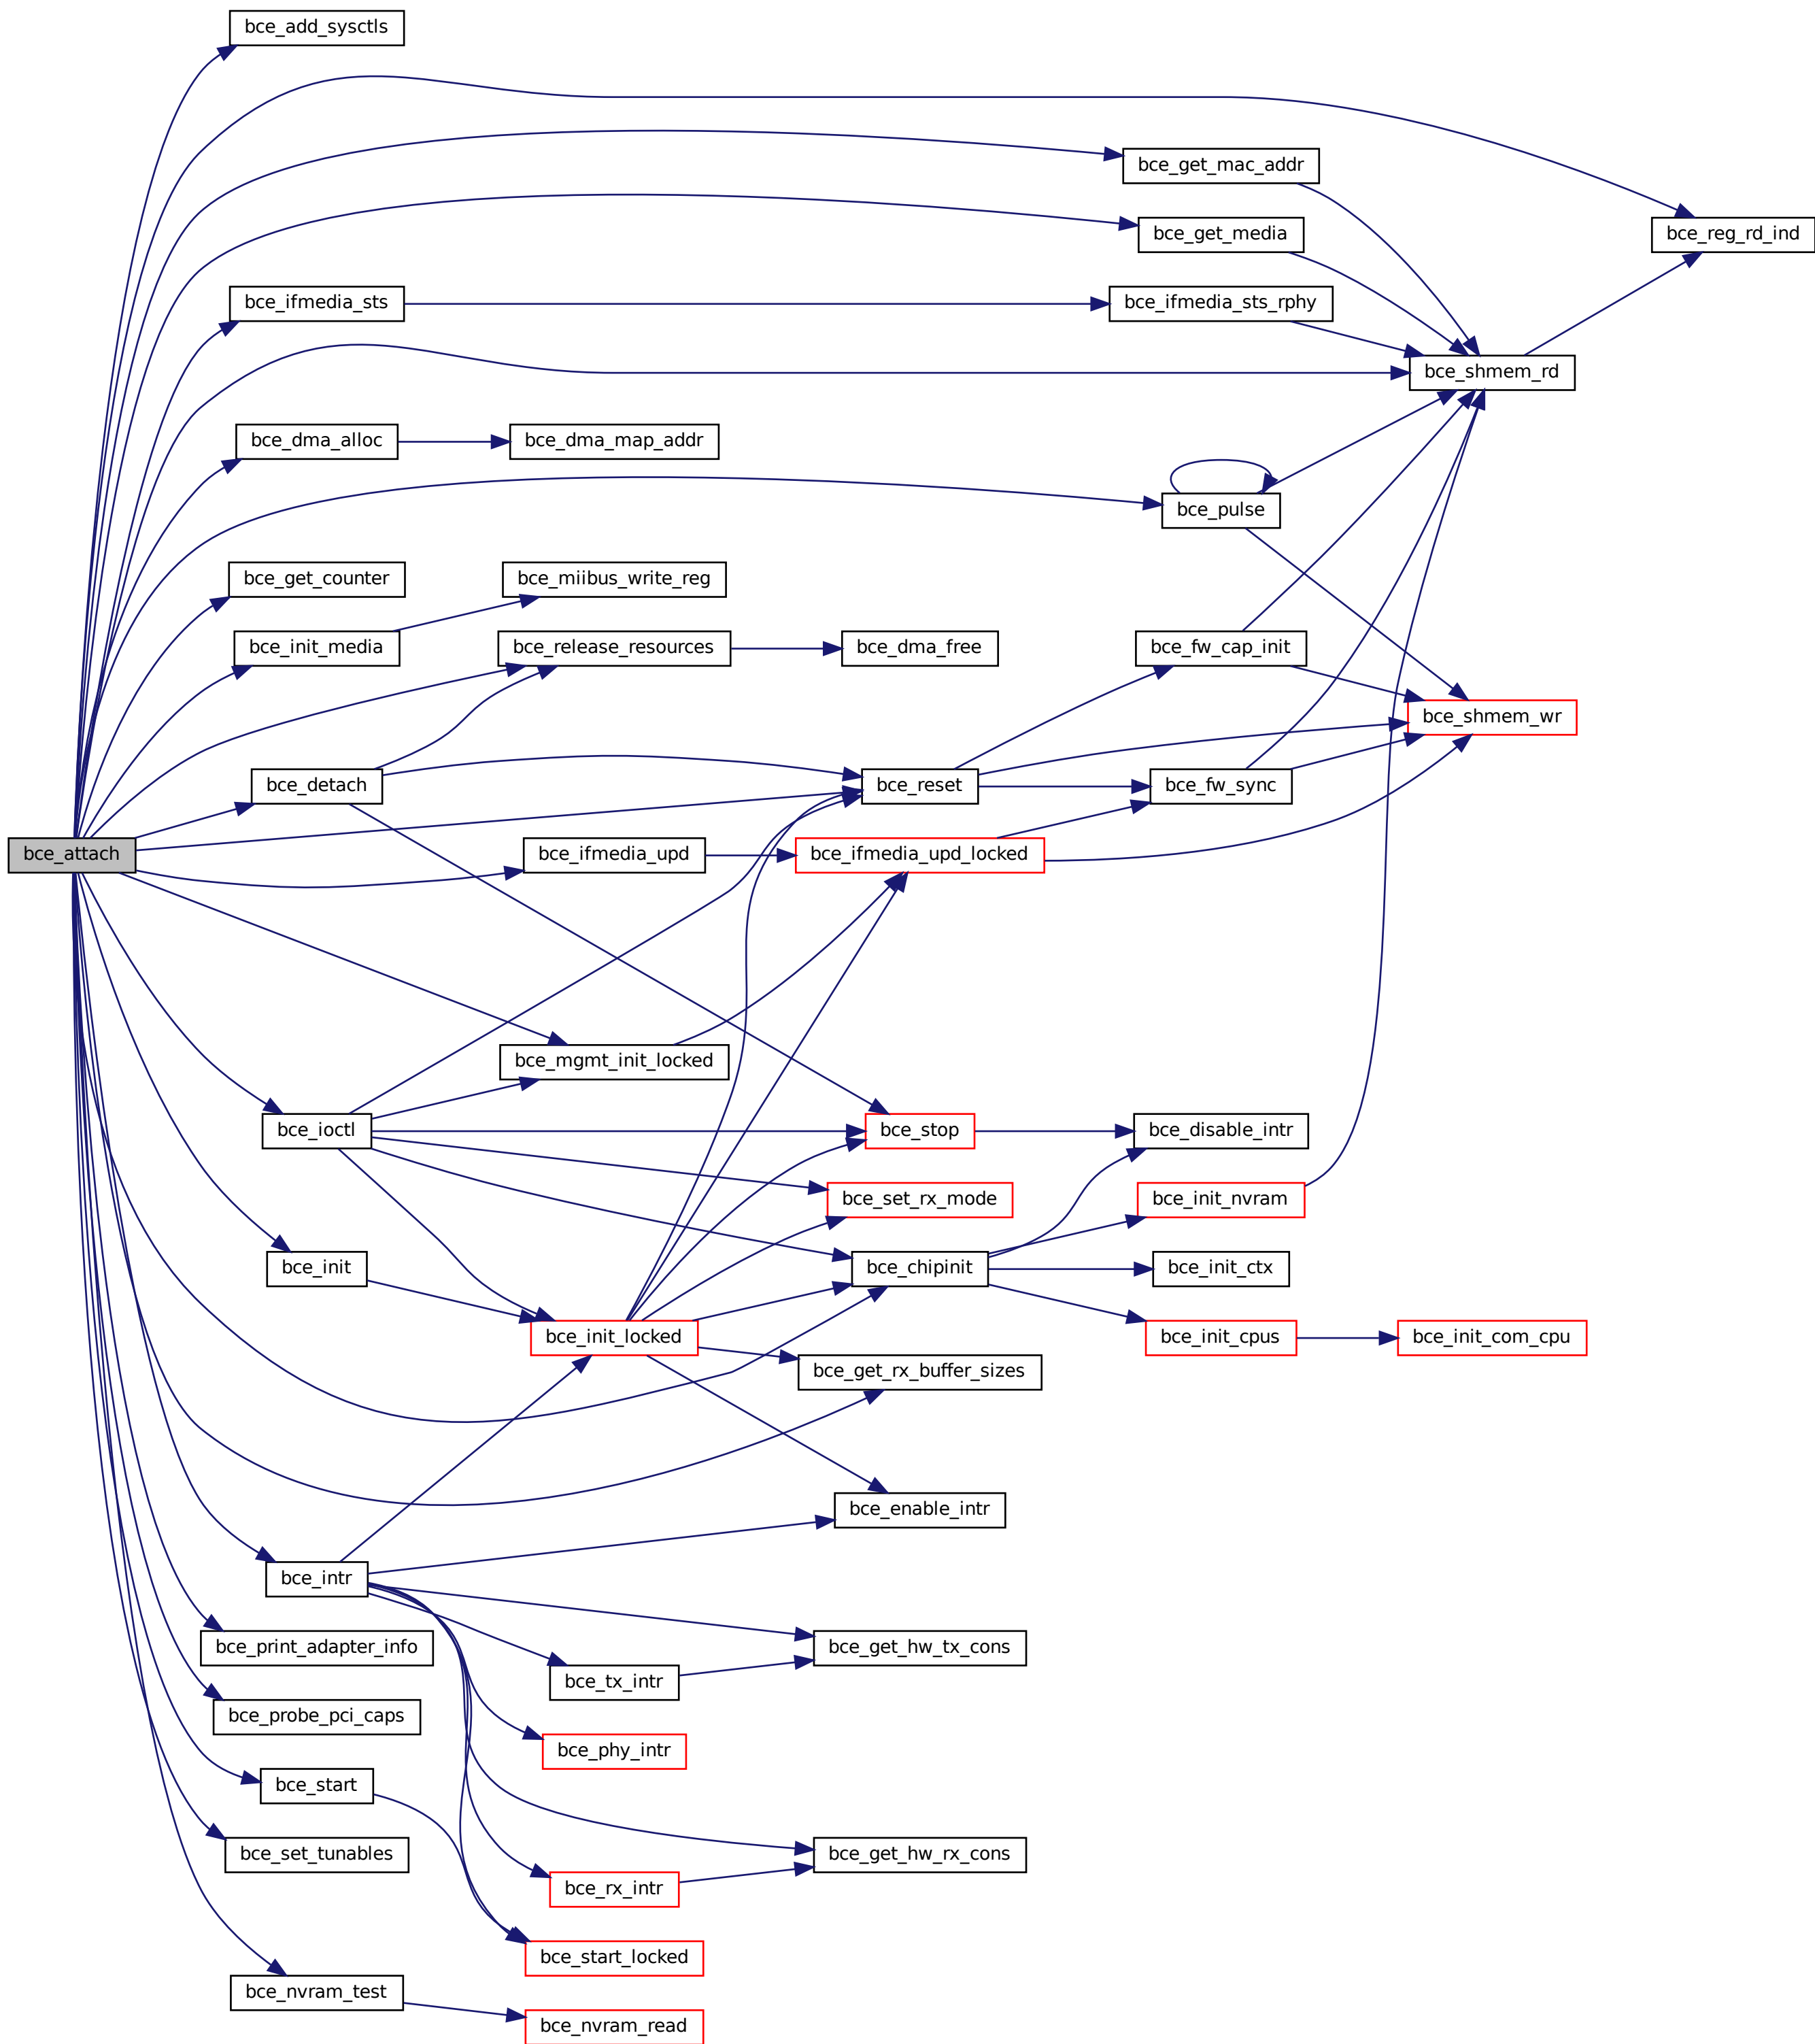 bce_add_sysctls
bce_get_mac_addr
bce_get_media
bce_reg_rd_ind
bce_ifmedia_sts
bce_ifmedia_sts_rphy
bce_shmem_rd
bce_dma_alloc
bce_dma_map_addr
bce_pulse
bce_get_counter
bce_miibus_write_reg
bce_init_media
bce_release_resources
bce_dma_free
bce_fw_cap_init
bce_shmem_wr
bce_detach
bce_reset
bce_fw_sync
bce_attach
bce_ifmedia_upd
bce_ifmedia_upd_locked
bce_mgmt_init_locked
bce_ioctl
bce_stop
bce_disable_intr
bce_set_rx_mode
bce_init_nvram
bce_init
bce_chipinit
bce_init_ctx
bce_init_locked
bce_init_cpus
bce_init_com_cpu
bce_get_rx_buffer_sizes
bce_enable_intr
bce_intr
bce_print_adapter_info
bce_get_hw_tx_cons
bce_tx_intr
bce_probe_pci_caps
bce_phy_intr
bce_start
bce_set_tunables
bce_get_hw_rx_cons
bce_rx_intr
bce_start_locked
bce_nvram_test
bce_nvram_read